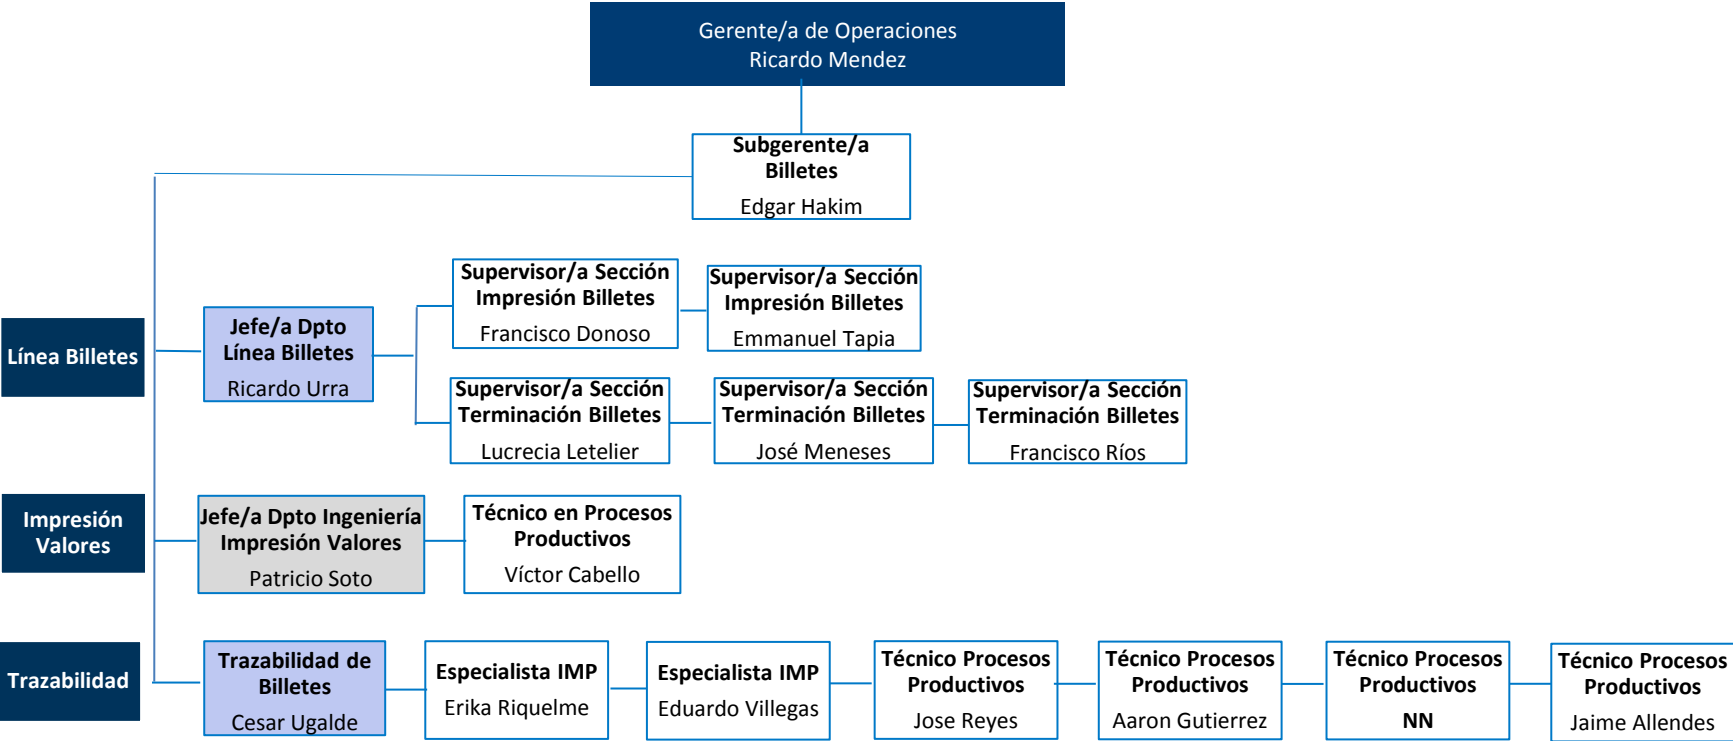 Gerente/a de Operaciones
Ricardo Mendez
Subgerente/a
Billetes
Edgar Hakim
Línea Billetes
Jefe/a Dpto
Línea Billetes
Ricardo Urra
Supervisor/a Sección
Impresión Billetes
Francisco Donoso
Supervisor/a Sección
Impresión Billetes
Emmanuel Tapia
Supervisor/a Sección
Terminación Billetes
Lucrecia Letelier
Supervisor/a Sección
Terminación Billetes
José Meneses
Supervisor/a Sección
Terminación Billetes
Francisco Ríos
Impresión
Valores
Jefe/a Dpto Ingeniería
Impresión Valores
Patricio Soto
Técnico en Procesos
Productivos
Víctor Cabello
Trazabilidad
Trazabilidad de
Billetes
Cesar Ugalde
Especialista IMP
Erika Riquelme
Especialista IMP
Eduardo Villegas
Técnico Procesos
Productivos
Jose Reyes
Técnico Procesos
Productivos
Aaron Gutierrez
Técnico Procesos
Productivos
NN
Técnico Procesos
Productivos
Jaime Allendes